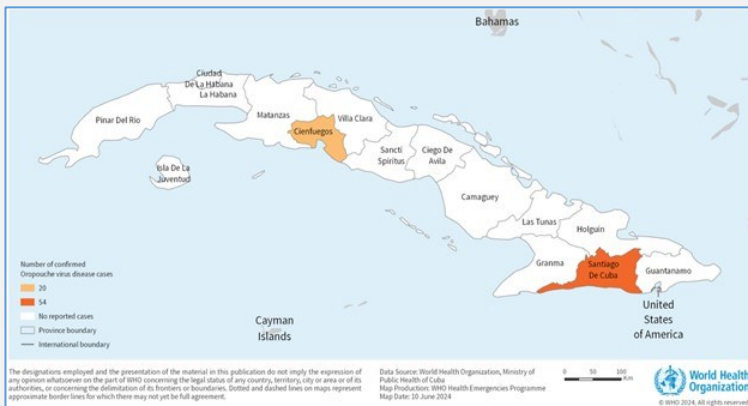 Bahamas
Ciudad
De La Habana
La Habana
Pinar Del Rio
Matanzas
Villa Clara
Cienfuegos
Isla De La
Juventud
Sancti
Spiritus
Ciego De
Avila
Camaguey
Las Tunas
Holguin
Granma
Santiago
De Cuba
Guantanamo
United
States
of America
Cayman
Islands
Number of confirmed
Oropouche virus disease cases
20
54
No reported cases
Province boundary
International boundary
The designations employed and the presentation of the material in this publication do not imply the expression of
any opinion whatsoever on the part of WHO concerning the legal status of any country, territory, city or area or of its
authorities, or concerning the delimitation of its frontiers or boundaries. Dotted and dashed lines on maps represent
approximate border lines for which there may not yet be full agreement.
Data Source: World Health Organization, Ministry of
Public Health of Cuba
Map Production: WHO Health Emergencies Programme
Map Date: 10 June 2024
0 50 100
Km
World Health
Organization
© WHO 2024. All rights reserved.